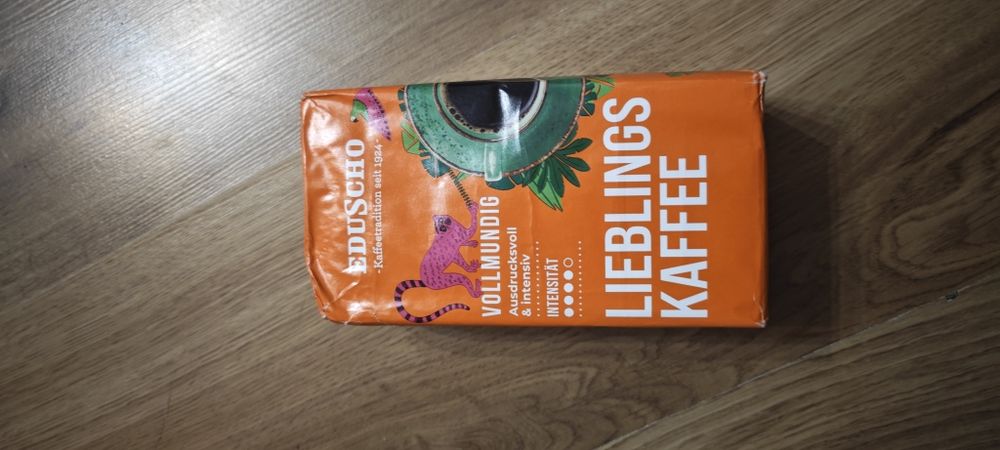 EDUSCHO
- Kaffeetradition seit 1924 -
VOLLMUNDIG
Ausdrucksvoll
& intensiv
INTENSITÄT
LIEBLINGS
KAFFEE